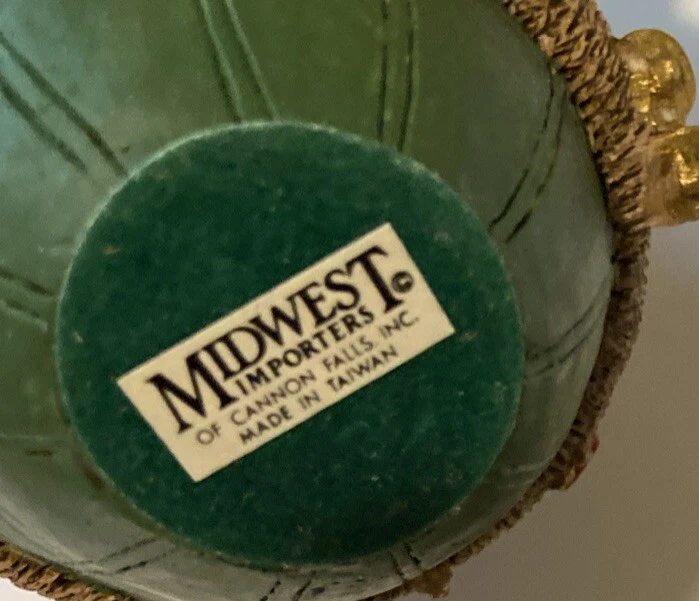 MIDWEST©
IMPORTERS
OF CANNON FALLS, INC.
MADE IN TAIWAN